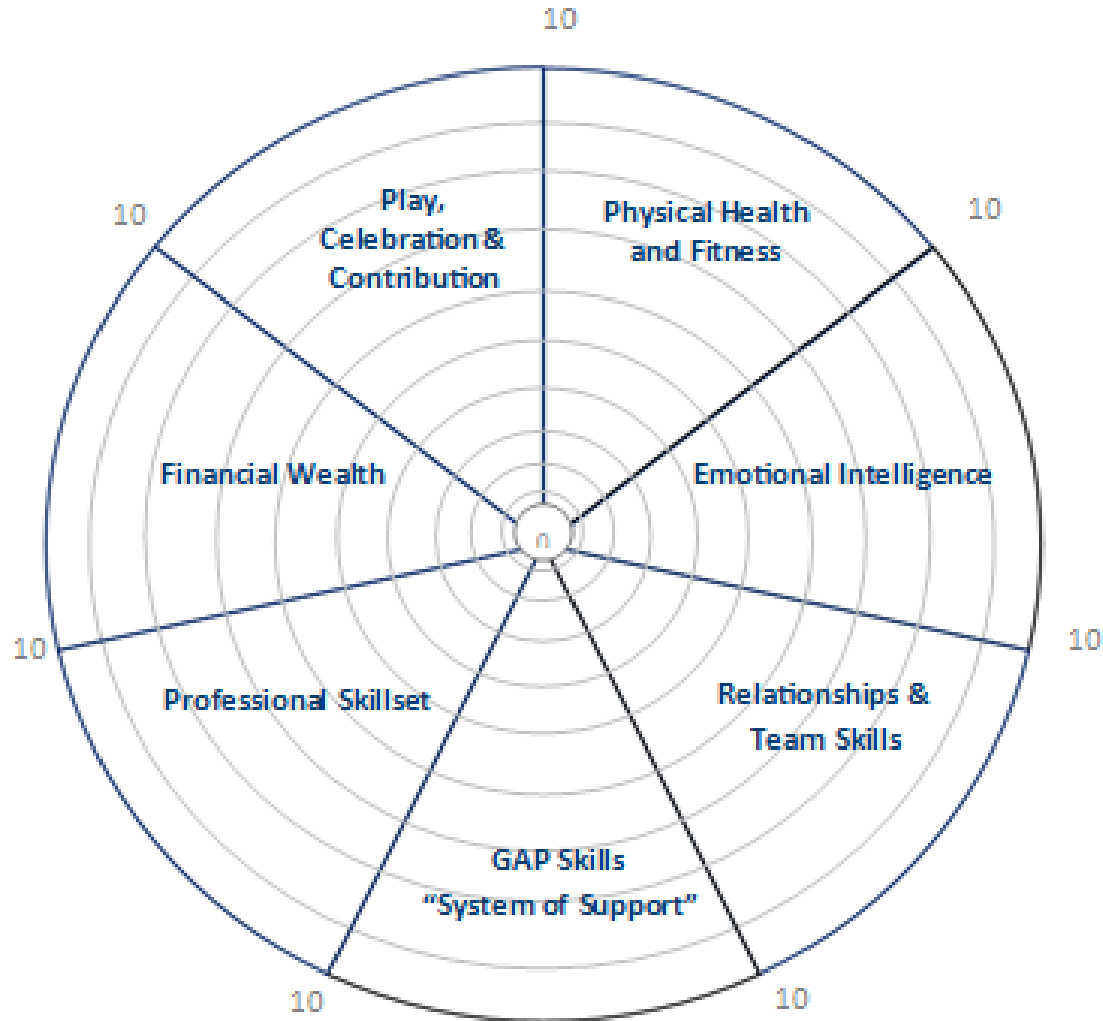 10
10
10
Play,
Celebration &
Contribution
Physical Health
and Fitness
Financial Wealth
Emotional Intelligence
0
10
10
Professional Skillset
Relationships &
Team Skills
GAP Skills
“System of Support”
10
10